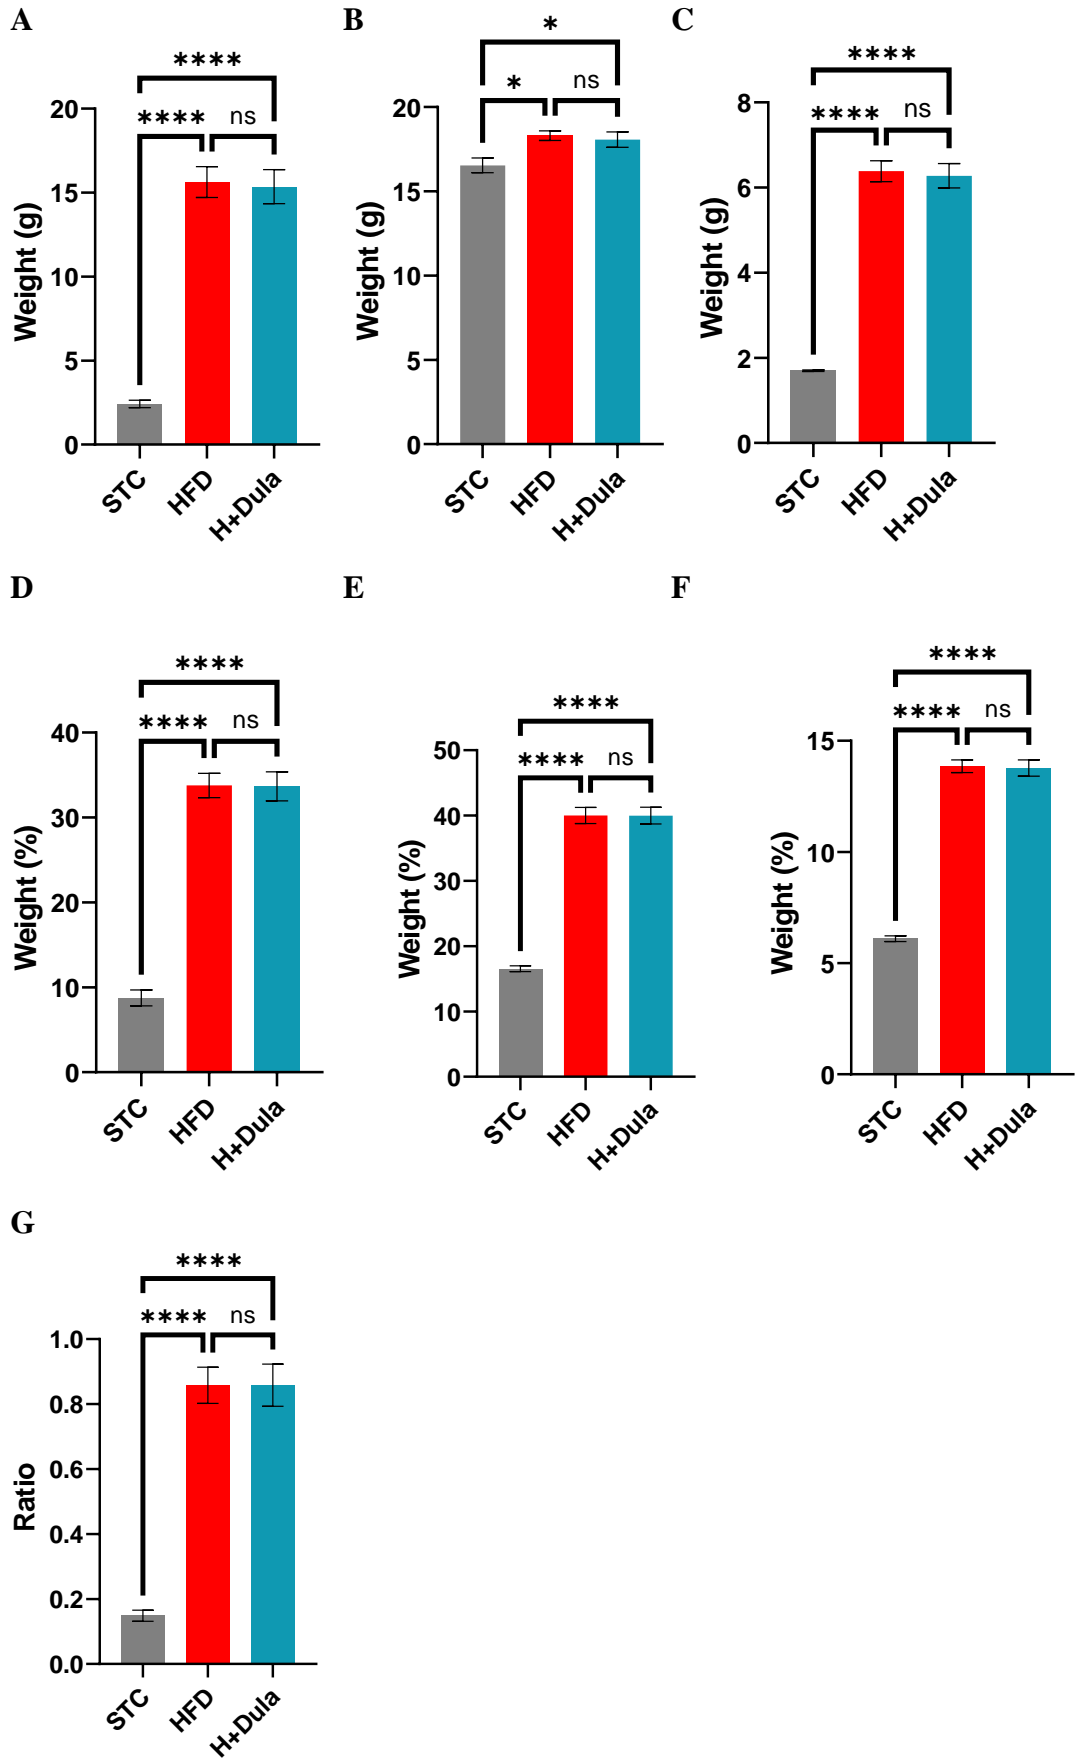 A
****
**** ns
20
15
10
5
0
Weight (g)
STC
HFD
H+Dula
B
*
* ns
20
15
10
5
0
Weight (g)
STC
HFD
H+Dula
C
****
**** ns
8
6
4
2
0
Weight (g)
STC
HFD
H+Dula
D
****
**** ns
40
30
20
10
0
Weight (%)
STC
HFD
H+Dula
E
****
**** ns
50
40
30
20
10
0
Weight (%)
STC
HFD
H+Dula
F
****
**** ns
15
10
5
0
Weight (%)
STC
HFD
H+Dula
G
****
**** ns
1.0
0.8
0.6
0.4
0.2
0.0
Ratio
STC
HFD
H+Dula